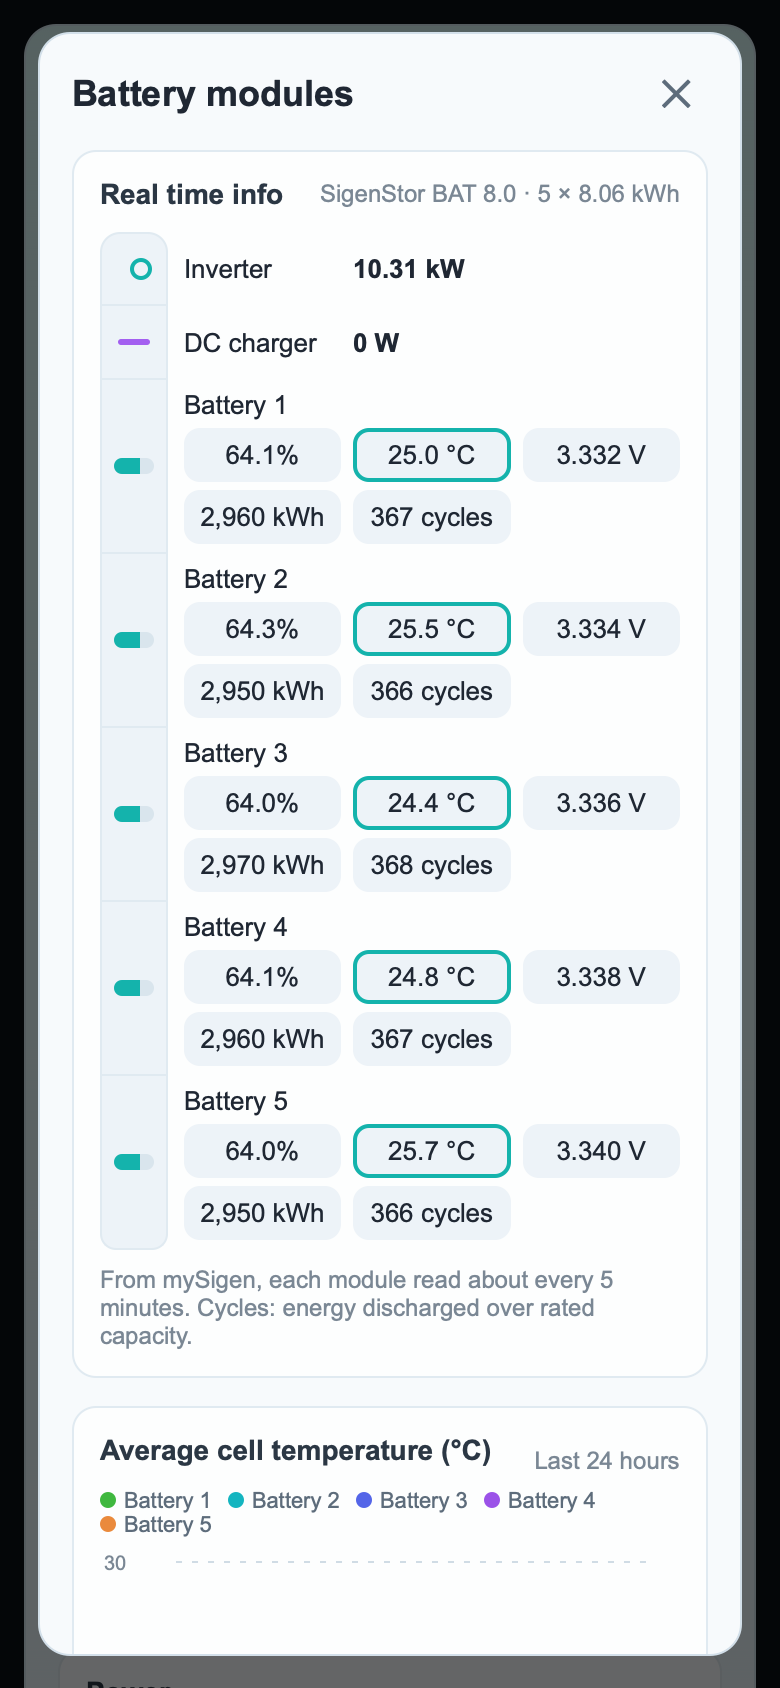 Battery modules
Real time info
SigenStor BAT 8.0 · 5 × 8.06 kWh
Inverter 10.31 kW
DC charger 0 W
Battery 1
64.1% 25.0 °C 3.332 V
2,960 kWh 367 cycles
Battery 2
64.3% 25.5 °C 3.334 V
2,950 kWh 366 cycles
Battery 3
64.0% 24.4 °C 3.336 V
2,970 kWh 368 cycles
Battery 4
64.1% 24.8 °C 3.338 V
2,960 kWh 367 cycles
Battery 5
64.0% 25.7 °C 3.340 V
2,950 kWh 366 cycles
From mySigen, each module read about every 5
minutes. Cycles: energy discharged over rated
capacity.
Average cell temperature (°C)
Last 24 hours
Battery 1 Battery 2 Battery 3 Battery 4
Battery 5
30